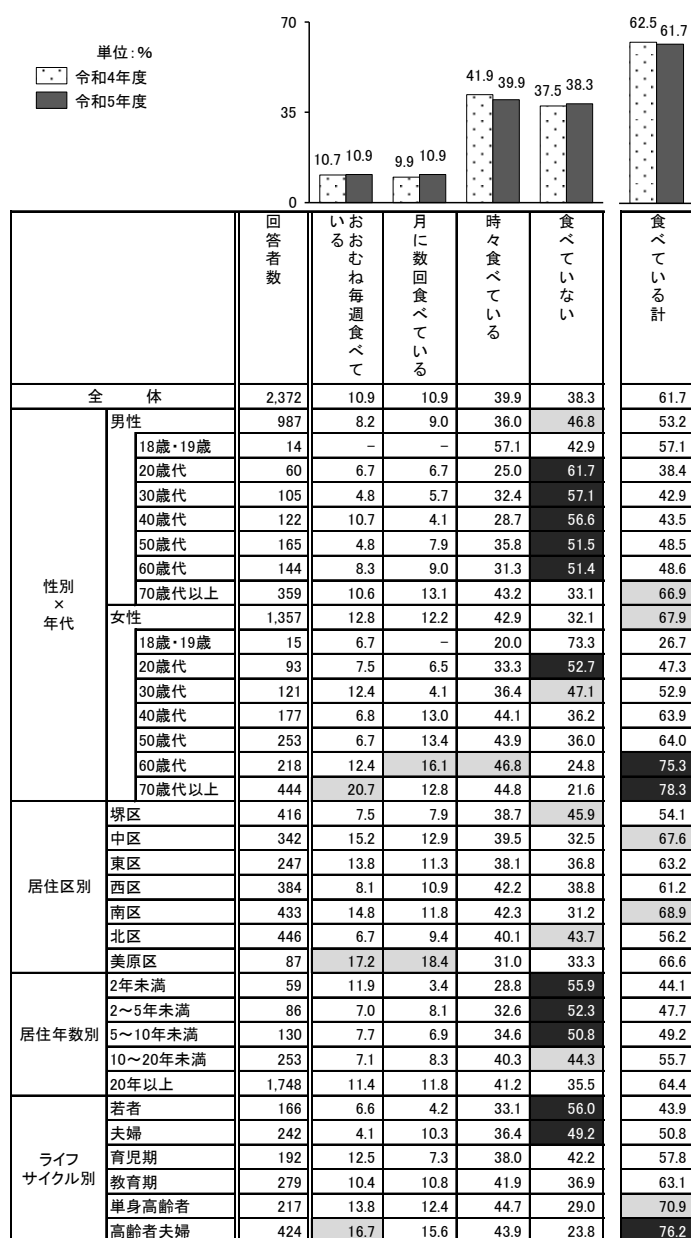 単位:%
令和4年度
令和5年度
70
35
0
10.7 10.9 9.9 10.9 41.9 39.9 37.5 38.3 62.5 61.7
回答者数 おおむね毎週食べている 月に数回食べている 時々食べている 食べていない 食べている計
全体 2,372 10.9 10.9 39.9 38.3 61.7
性別×年代
男性 987 8.2 9.0 36.0 46.8 53.2
18歳・19歳 14 − − 57.1 42.9 57.1
20歳代 60 6.7 6.7 25.0 61.7 38.4
30歳代 105 4.8 5.7 32.4 57.1 42.9
40歳代 122 10.7 4.1 28.7 56.6 43.5
50歳代 165 4.8 7.9 35.8 51.5 48.5
60歳代 144 8.3 9.0 31.3 51.4 48.6
70歳代以上 359 10.6 13.1 43.2 33.1 66.9
女性 1,357 12.8 12.2 42.9 32.1 67.9
18歳・19歳 15 6.7 − 20.0 73.3 26.7
20歳代 93 7.5 6.5 33.3 52.7 47.3
30歳代 121 12.4 4.1 36.4 47.1 52.9
40歳代 177 6.8 13.0 44.1 36.2 63.9
50歳代 253 6.7 13.4 43.9 36.0 64.0
60歳代 218 12.4 16.1 46.8 24.8 75.3
70歳代以上 444 20.7 12.8 44.8 21.6 78.3
居住区別
堺区 416 7.5 7.9 38.7 45.9 54.1
中区 342 15.2 12.9 39.5 32.5 67.6
東区 247 13.8 11.3 38.1 36.8 63.2
西区 384 8.1 10.9 42.2 38.8 61.2
南区 433 14.8 11.8 42.3 31.2 68.9
北区 446 6.7 9.4 40.1 43.7 56.2
美原区 87 17.2 18.4 31.0 33.3 66.6
居住年数別
2年未満 59 11.9 3.4 28.8 55.9 44.1
2〜5年未満 86 7.0 8.1 32.6 52.3 47.7
5〜10年未満 130 7.7 6.9 34.6 50.8 49.2
10〜20年未満 253 7.1 8.3 40.3 44.3 55.7
20年以上 1,748 11.4 11.8 41.2 35.5 64.4
ライフサイクル別
若者 166 6.6 4.2 33.1 56.0 43.9
夫婦 242 4.1 10.3 36.4 49.2 50.8
育児期 192 12.5 7.3 38.0 42.2 57.8
教育期 279 10.4 10.8 41.9 36.9 63.1
単身高齢者 217 13.8 12.4 44.7 29.0 70.9
高齢者夫婦 424 16.7 15.6 43.9 23.8 76.2